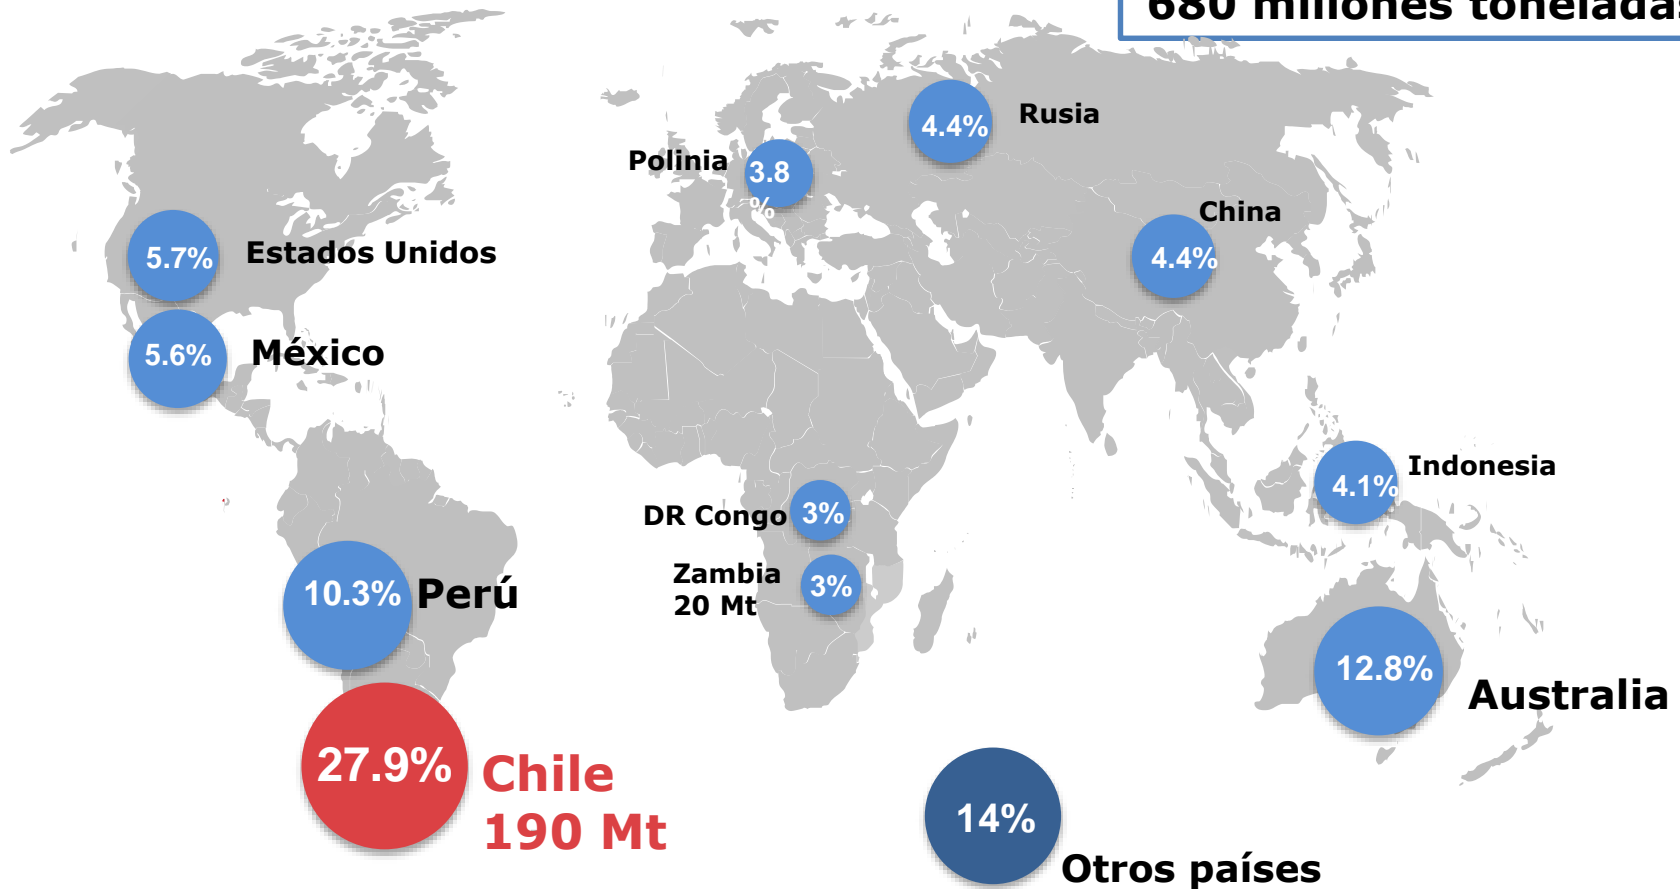 680 millones toneladas
4.4%
Rusia
Polinia
3.8
%
China
4.4%
5.7%
Estados Unidos
5.6%
México
4.1%
Indonesia
DR Congo
3%
Zambia
20 Mt
3%
10.3%
Perú
12.8%
Australia
27.9%
Chile
190 Mt
14%
Otros países